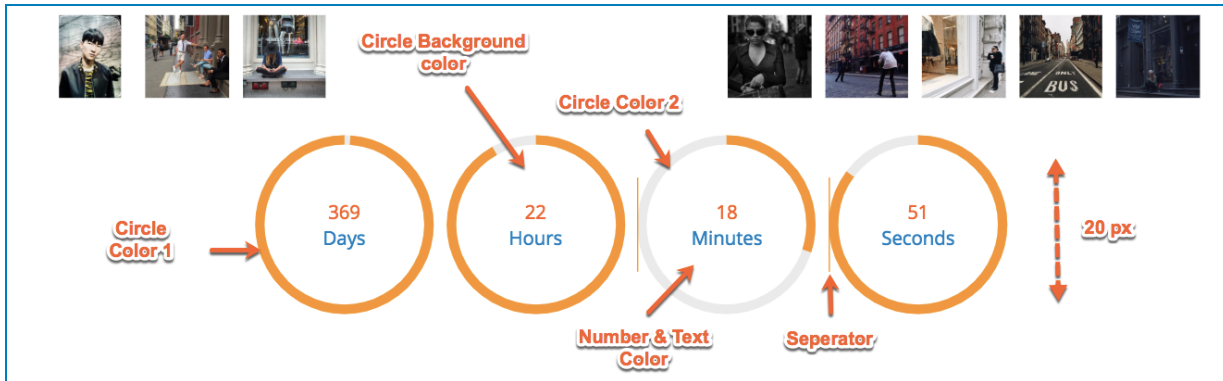 Circle Background
color
Circle Color 2
369
Days
22
Hours
18
Minutes
51
Seconds
Circle
Color 1
20 px
Number & Text
Color
Seperator
ONLY
BUS